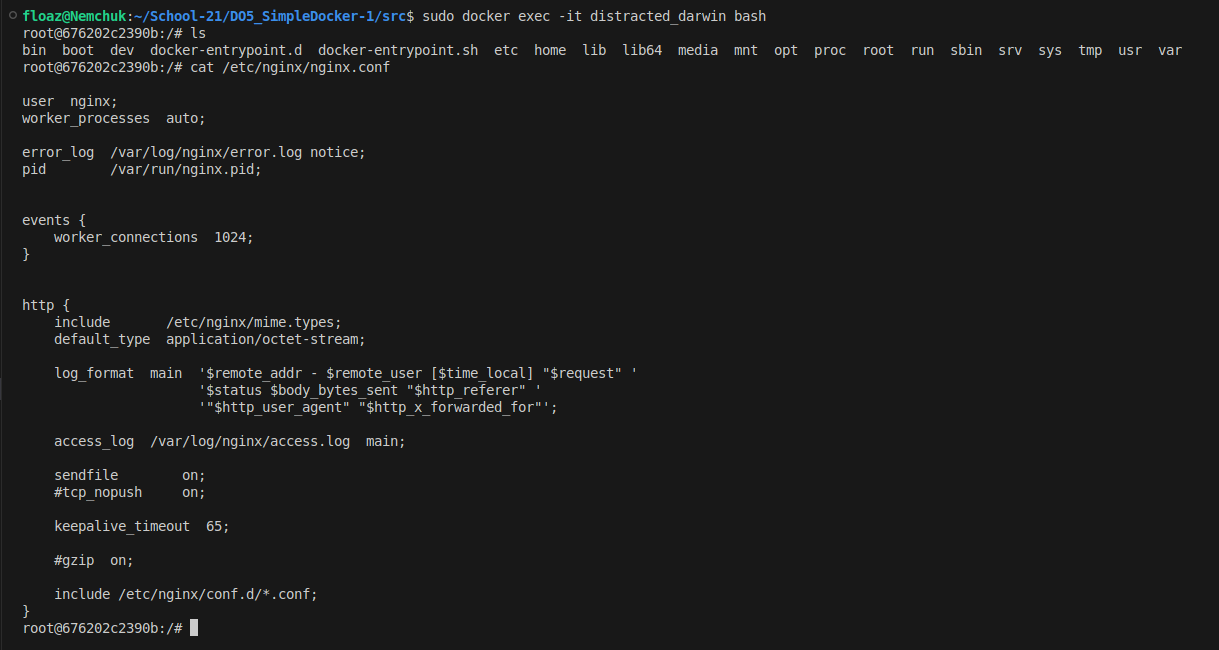 floaz@Nemchuk:~/School-21/DO5_SimpleDocker-1/src$ sudo docker exec -it distracted_darwin bash
root@676202c2390b:/# ls
bin  boot  dev  docker-entrypoint.d  docker-entrypoint.sh  etc  home  lib  lib64  media  mnt  opt  proc  root  run  sbin  srv  sys  tmp  usr  var
root@676202c2390b:/# cat /etc/nginx/nginx.conf

user  nginx;
worker_processes  auto;

error_log  /var/log/nginx/error.log notice;
pid        /var/run/nginx.pid;


events {
    worker_connections  1024;
}


http {
    include       /etc/nginx/mime.types;
    default_type  application/octet-stream;

    log_format  main  '$remote_addr - $remote_user [$time_local] "$request" '
                      '$status $body_bytes_sent "$http_referer" '
                      '"$http_user_agent" "$http_x_forwarded_for"';

    access_log  /var/log/nginx/access.log  main;

    sendfile        on;
    #tcp_nopush     on;

    keepalive_timeout  65;

    #gzip  on;

    include /etc/nginx/conf.d/*.conf;
}
root@676202c2390b:/#